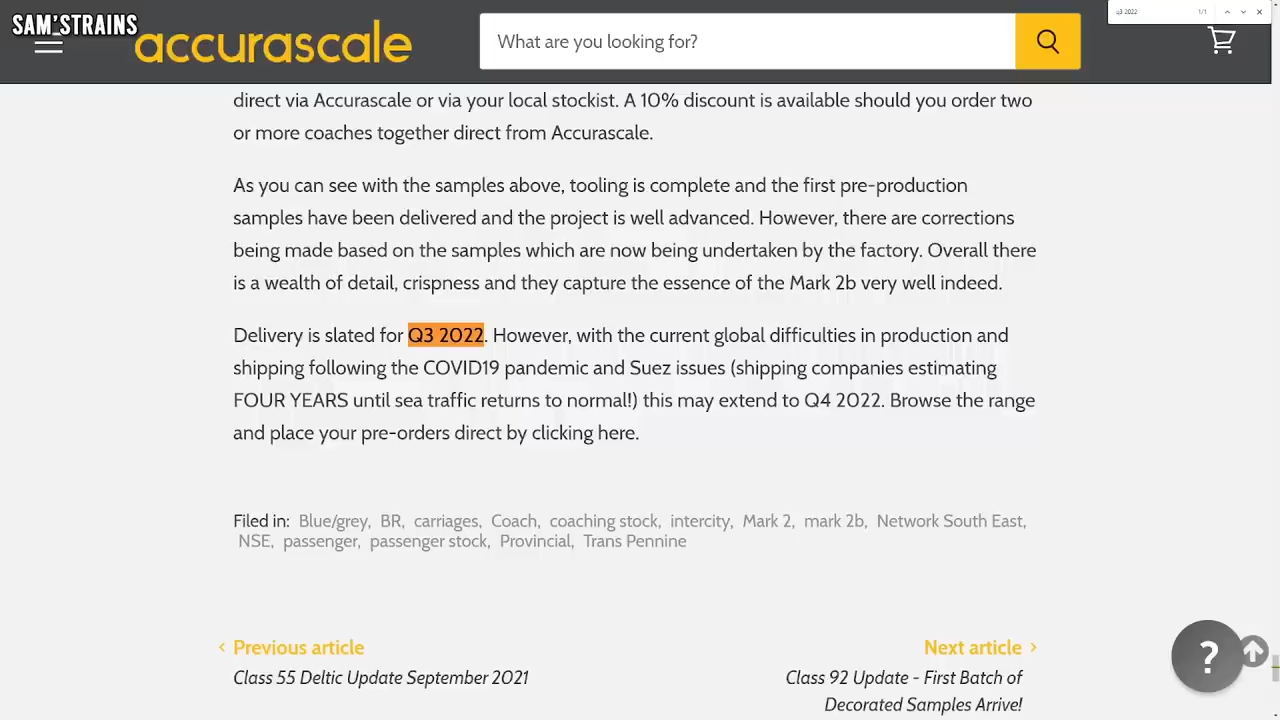 SAM'STRAINS
accurascale
What are you looking for?
q3 2022
1/1
direct via Accurascale or via your local stockist. A 10% discount is available should you order two
or more coaches together direct from Accurascale.
As you can see with the samples above, tooling is complete and the first pre-production
samples have been delivered and the project is well advanced. However, there are corrections
being made based on the samples which are now being undertaken by the factory. Overall there
is a wealth of detail, crispness and they capture the essence of the Mark 2b very well indeed.
Delivery is slated for Q3 2022. However, with the current global difficulties in production and
shipping following the COVID19 pandemic and Suez issues (shipping companies estimating
FOUR YEARS until sea traffic returns to normal!) this may extend to Q4 2022. Browse the range
and place your pre-orders direct by clicking here.
Filed in: Blue/grey, BR, carriages, Coach, coaching stock, intercity, Mark 2, mark 2b, Network South East,
NSE, passenger, passenger stock, Provincial, Trans Pennine
‹ Previous article
Class 55 Deltic Update September 2021
Next article ›
Class 92 Update - First Batch of
Decorated Samples Arrive!
?